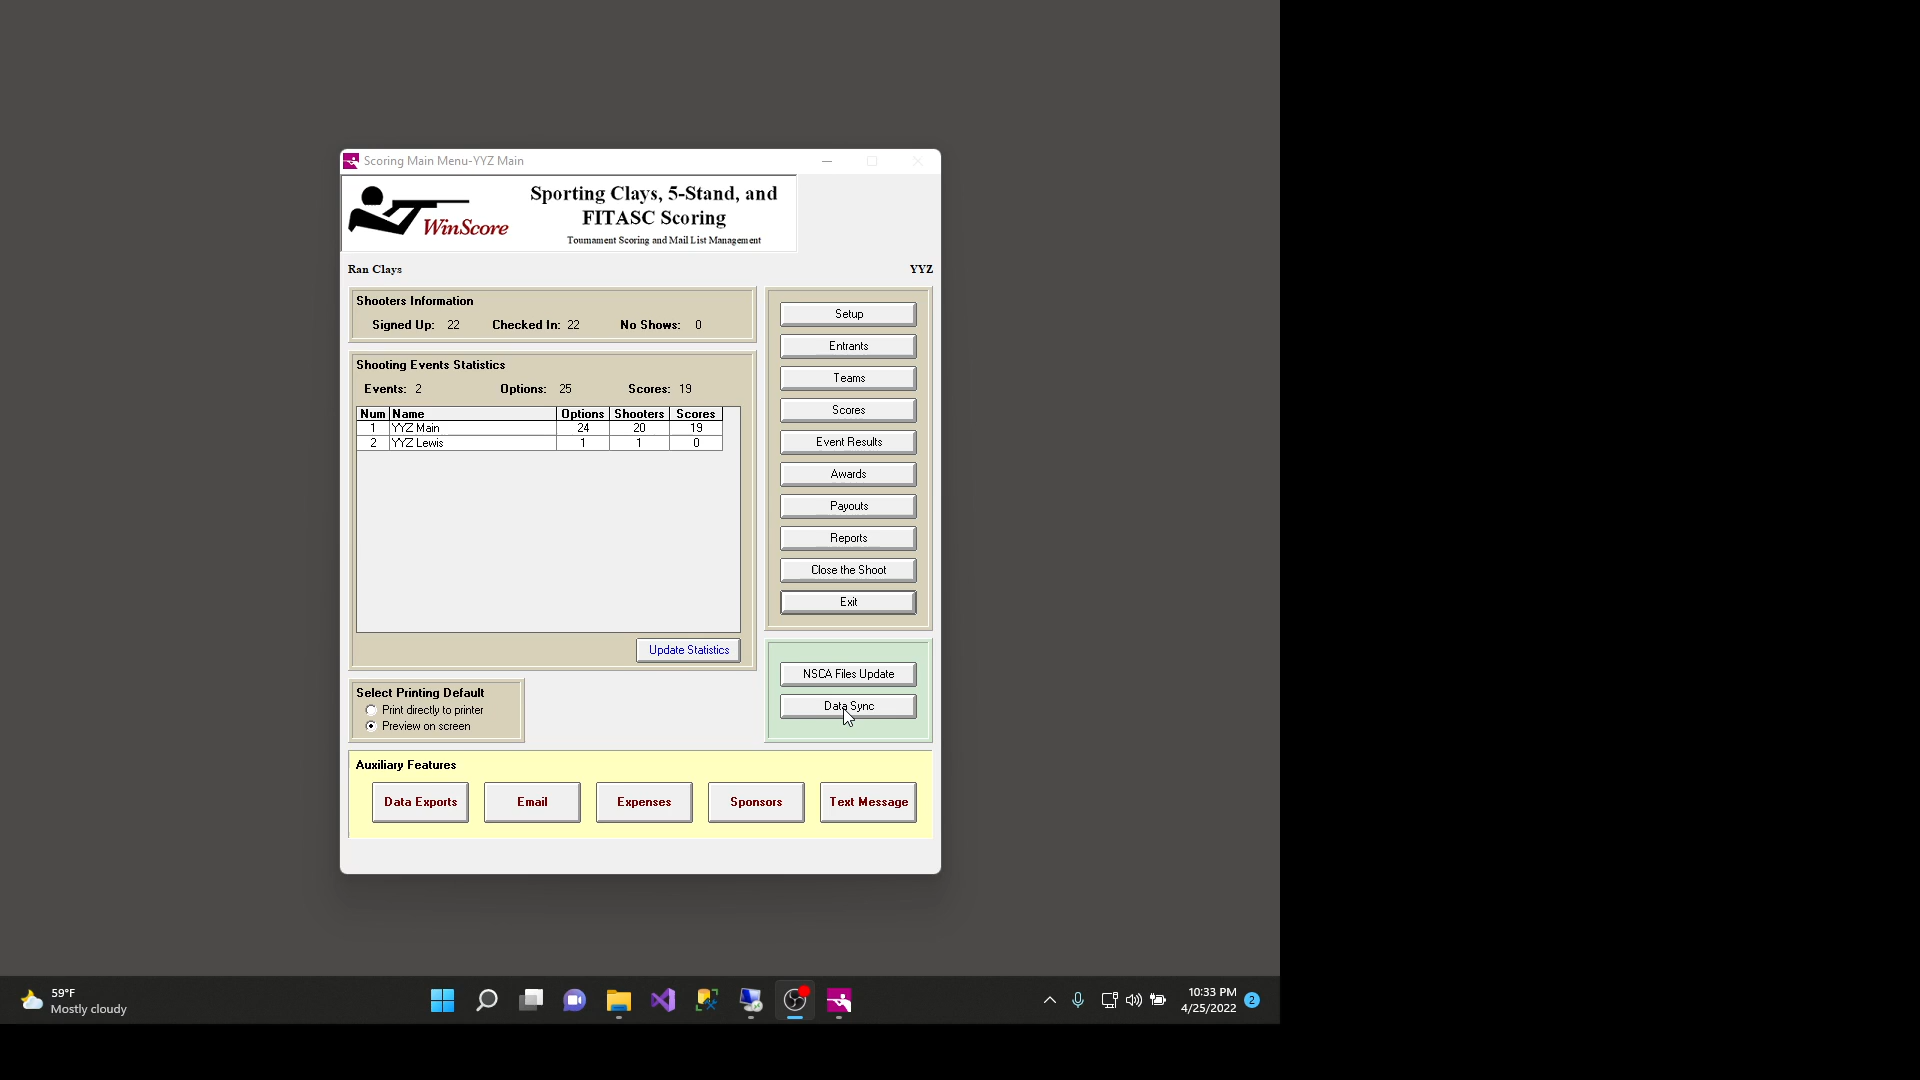 Scoring Main Menu-YYZ Main
WinScore
Sporting Clays, 5-Stand, and
FITASC Scoring
Tournament Scoring and Mail List Management
Ran Clays
YYZ
Shooters Information
Signed Up: 22 Checked In: 22 No Shows: 0
Shooting Events Statistics
Events: 2 Options: 25 Scores: 19
Num Name Options Shooters Scores
1 YYZ Main 24 20 19
2 YYZ Lewis 1 1 0
Update Statistics
Select Printing Default
Print directly to printer
Preview on screen
Setup
Entrants
Teams
Scores
Event Results
Awards
Payouts
Reports
Close the Shoot
Exit
NSCA Files Update
Data Sync
Auxiliary Features
Data Exports Email Expenses Sponsors Text Message
59°F
Mostly cloudy
10:33 PM
4/25/2022
2